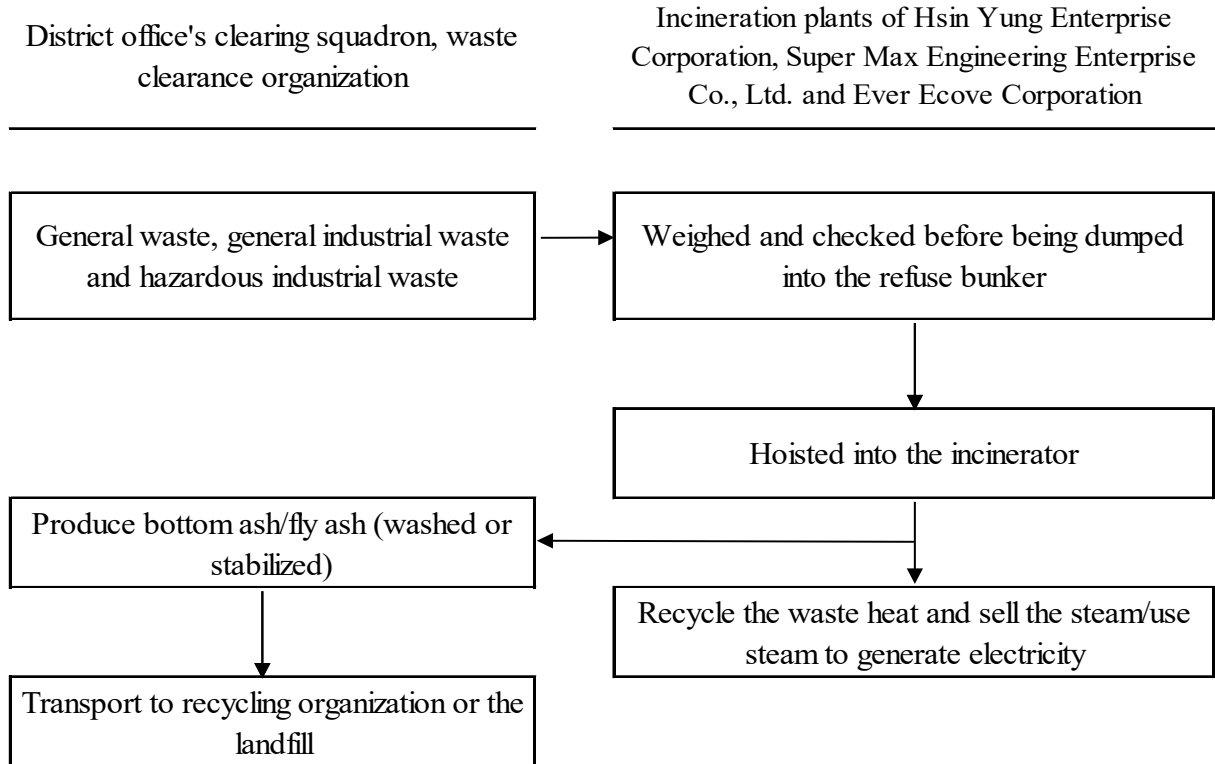 District office's clearing squadron, waste
clearance organization
Incineration plants of Hsin Yung Enterprise
Corporation, Super Max Engineering Enterprise
Co., Ltd. and Ever Ecove Corporation
General waste, general industrial waste
and hazardous industrial waste
Weighed and checked before being dumped
into the refuse bunker
Hoisted into the incinerator
Produce bottom ash/fly ash (washed or
stabilized)
Recycle the waste heat and sell the steam/use
steam to generate electricity
Transport to recycling organization or the
landfill